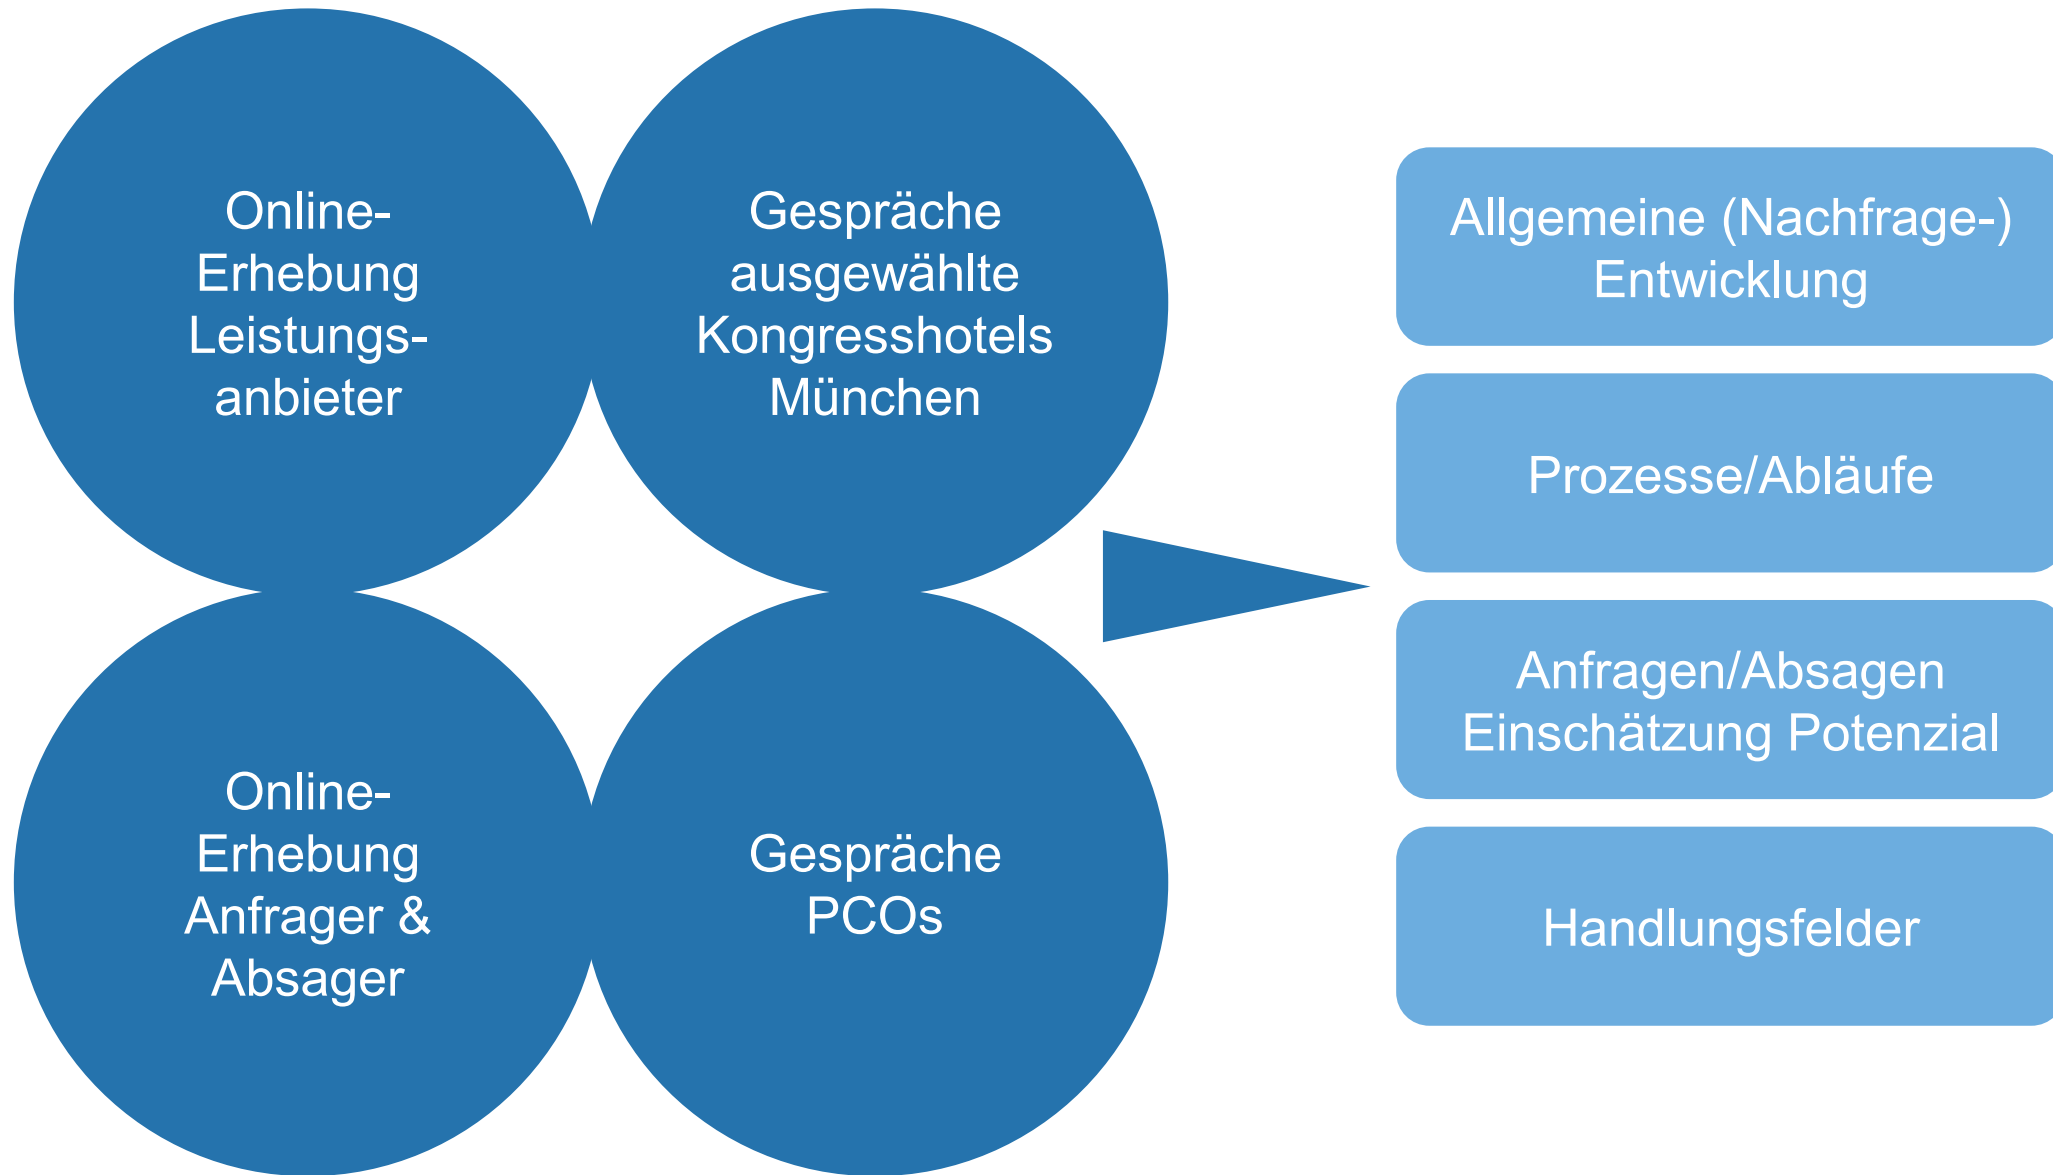 Online-
Erhebung
Leistungs-
anbieter
Gespräche
ausgewählte
Kongresshotels
München
Online-
Erhebung
Anfrager &
Absager
Gespräche
PCOs
Allgemeine (Nachfrage-)
Entwicklung
Prozesse/Abläufe
Anfragen/Absagen
Einschätzung Potenzial
Handlungsfelder